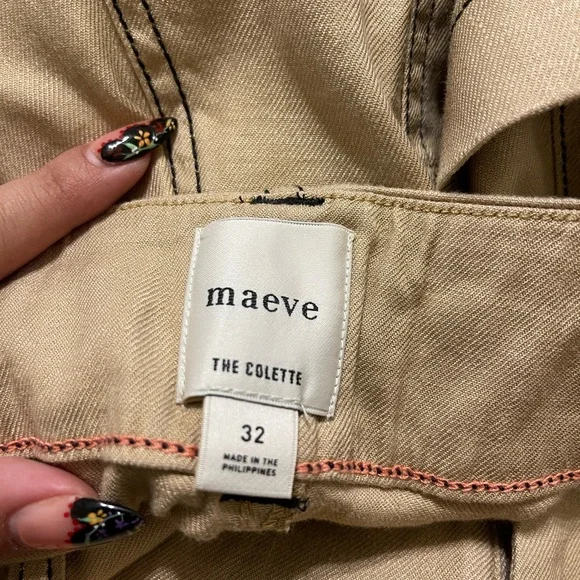 maeve
THE COLETTE
32
MADE IN THE
PHILIPPINES